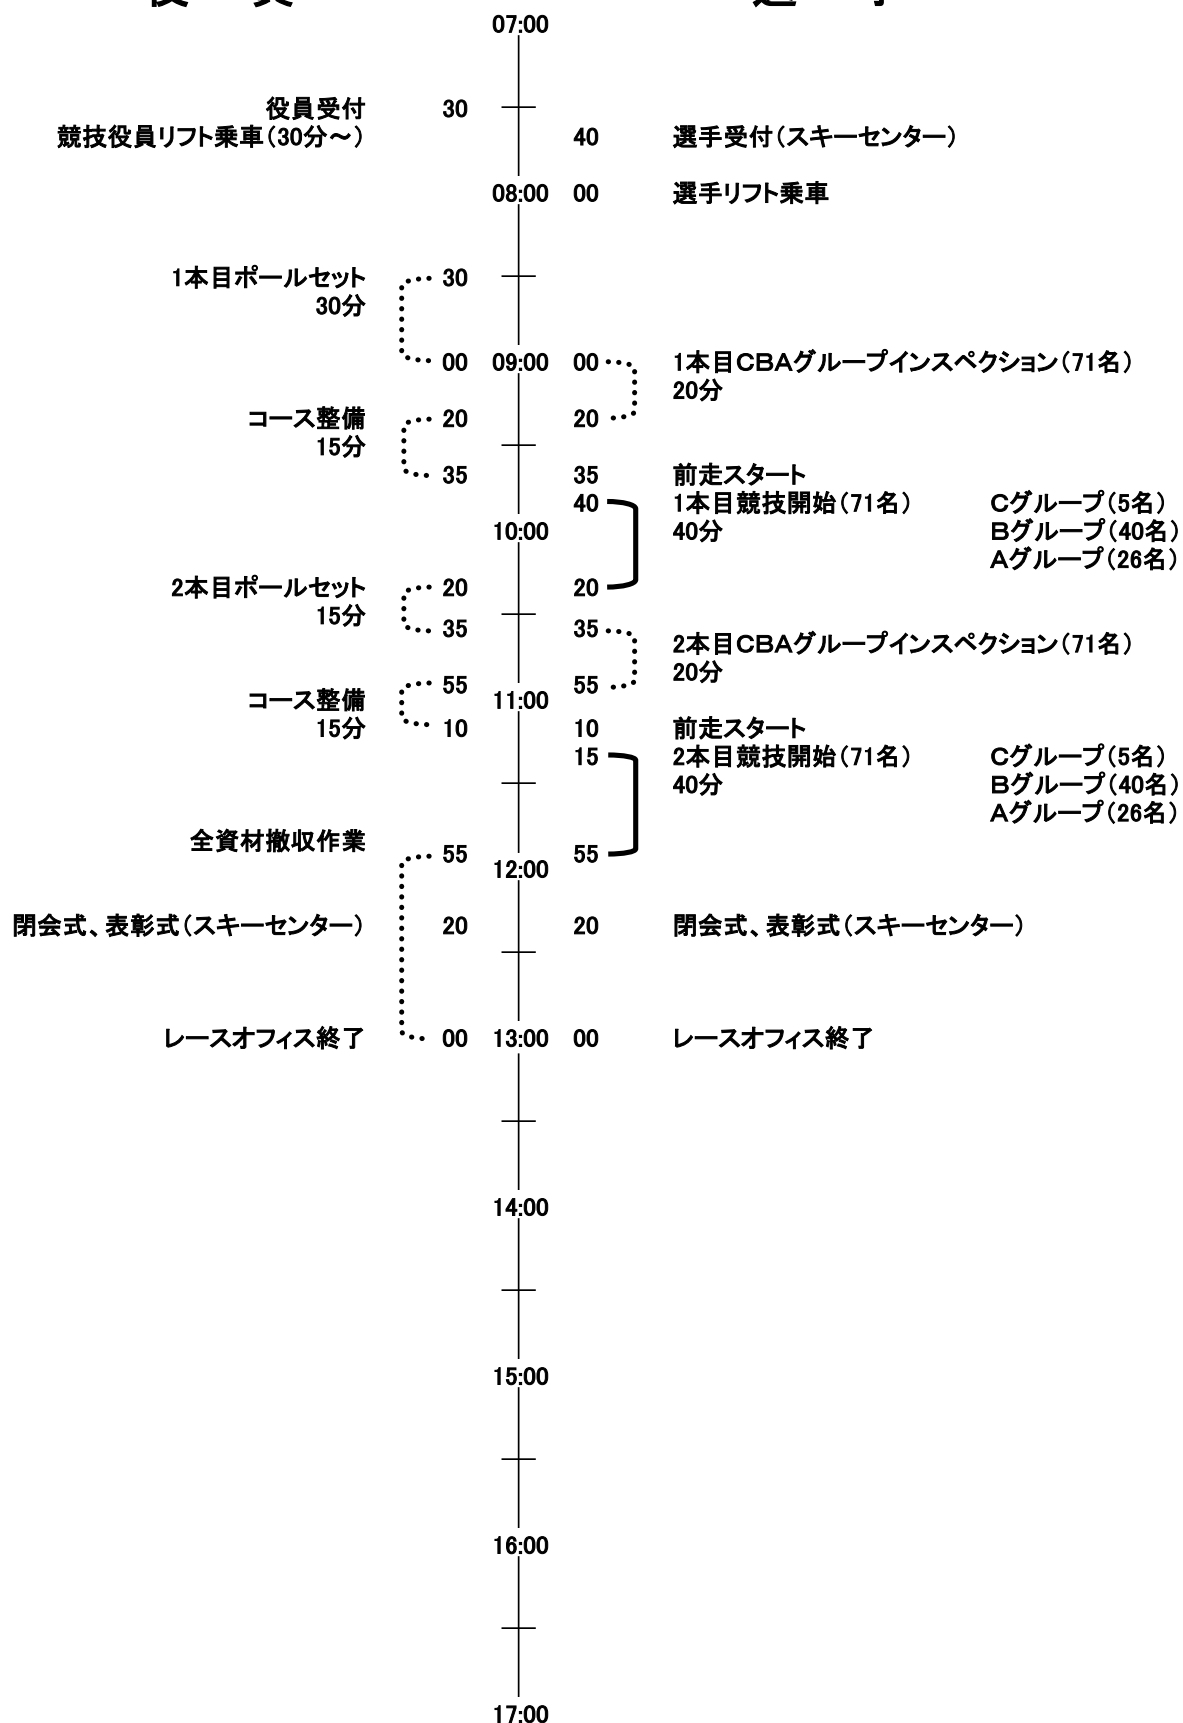 07:00
役員受付 30
競技役員リフト乗車（30分～） 40 選手受付（スキーセンター）
08:00 00 選手リフト乗車
1本目ポールセット 30
30分
00 09:00 00 1本目CBAグループインスペクション（71名）
20分
コース整備 20 20
15分
35 35 前走スタート
40 1本目競技開始（71名） Cグループ（5名）
10:00 40分 Bグループ（40名）
Aグループ（26名）
2本目ポールセット 20 20
15分
35 35
2本目CBAグループインスペクション（71名）
20分
55 55
コース整備 11:00
15分 10 10 前走スタート
15 2本目競技開始（71名） Cグループ（5名）
40分 Bグループ（40名）
Aグループ（26名）
全資材撤収作業 55 55
12:00
閉会式、表彰式（スキーセンター） 20 20 閉会式、表彰式（スキーセンター）
レースオフィス終了 00 13:00 00 レースオフィス終了
14:00
15:00
16:00
17:00